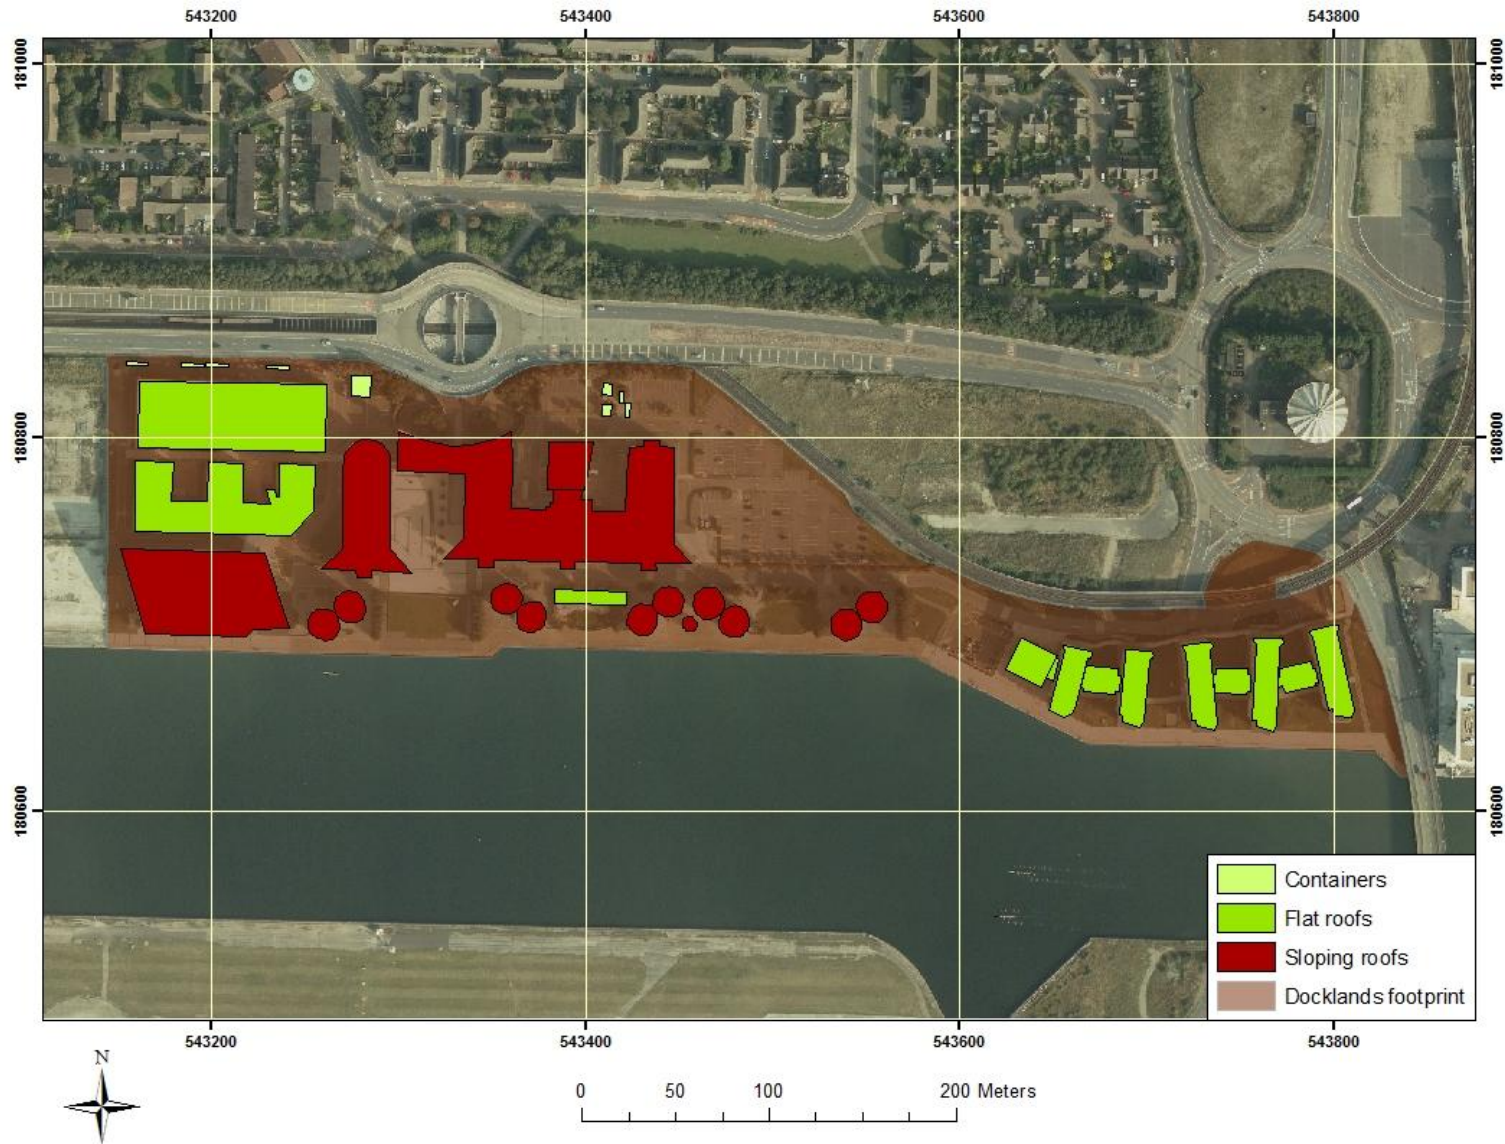 543200 543400 543600 543800
181000 181000
180800 180800
180600 180600
Containers
Flat roofs
Sloping roofs
Docklands footprint
543200 543400 543600 543800
N
0 50 100 200 Meters